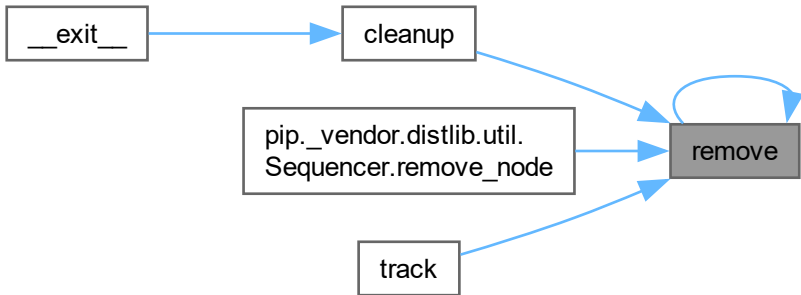 __exit__
cleanup
pip._vendor.distlib.util.
Sequencer.remove_node
remove
track